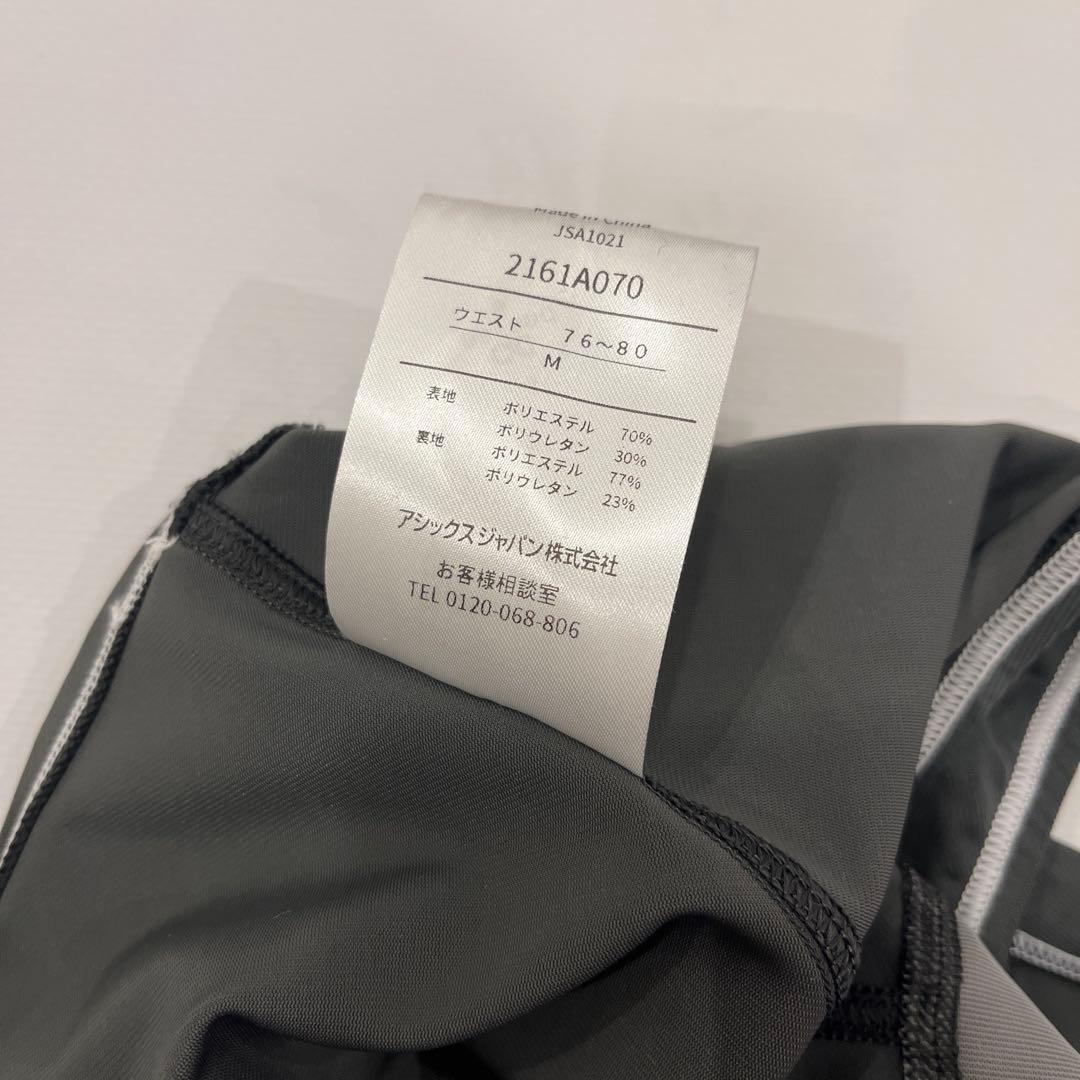 Made in China
JSA1021
2161A070
ウエスト 76～80
M
表地 ポリエステル 70%
ポリウレタン 30%
裏地 ポリエステル 77%
ポリウレタン 23%
アシックスジャパン株式会社
お客様相談室
TEL 0120-068-806